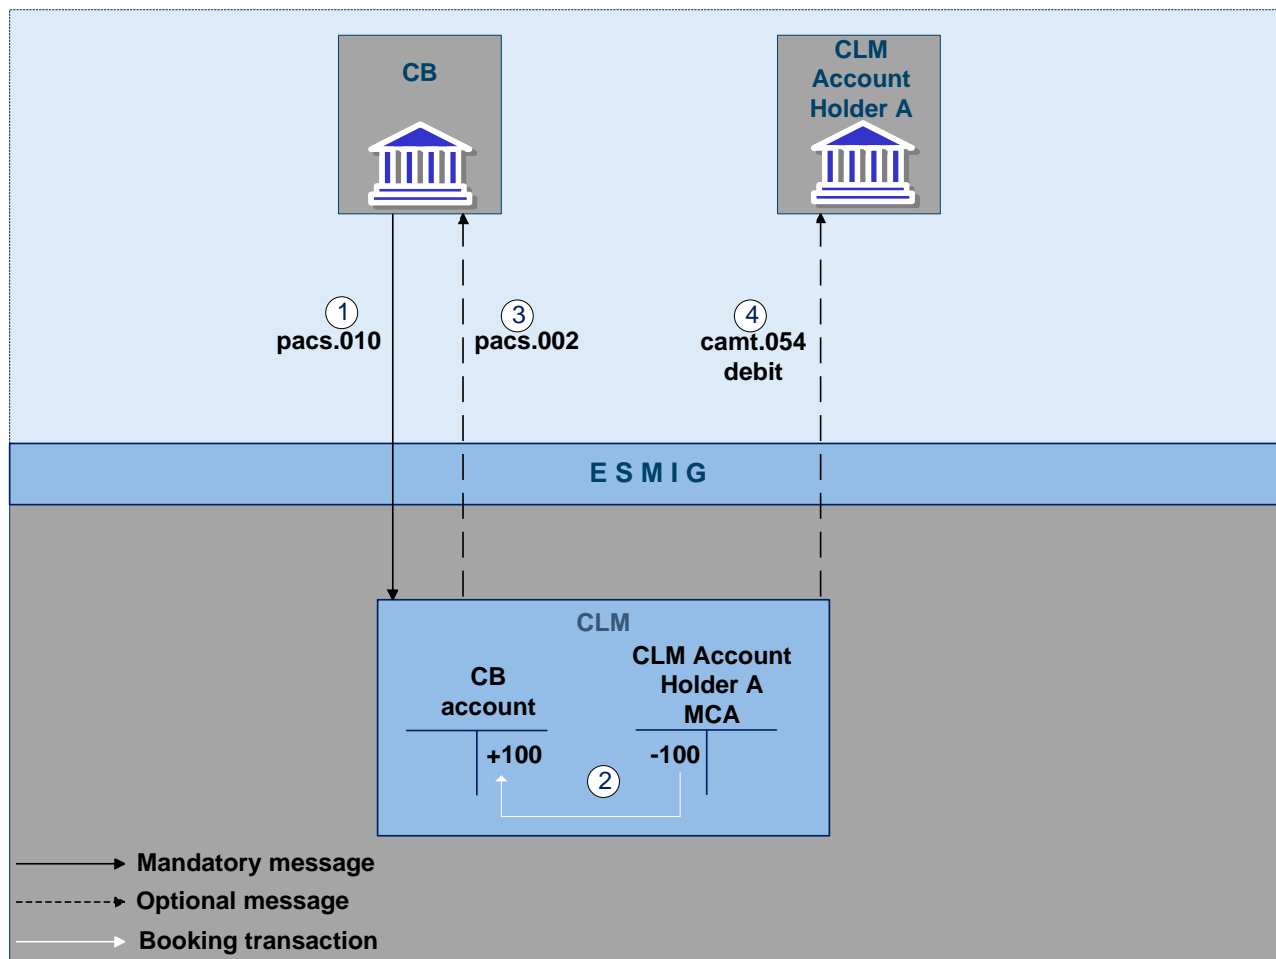 CB
CLM
Account
Holder A
1
pacs.010
3
pacs.002
4
camt.054
debit
E S M I G
CLM
CB
account
CLM Account
Holder A
MCA
+100
-100
2
Mandatory message
Optional message
Booking transaction